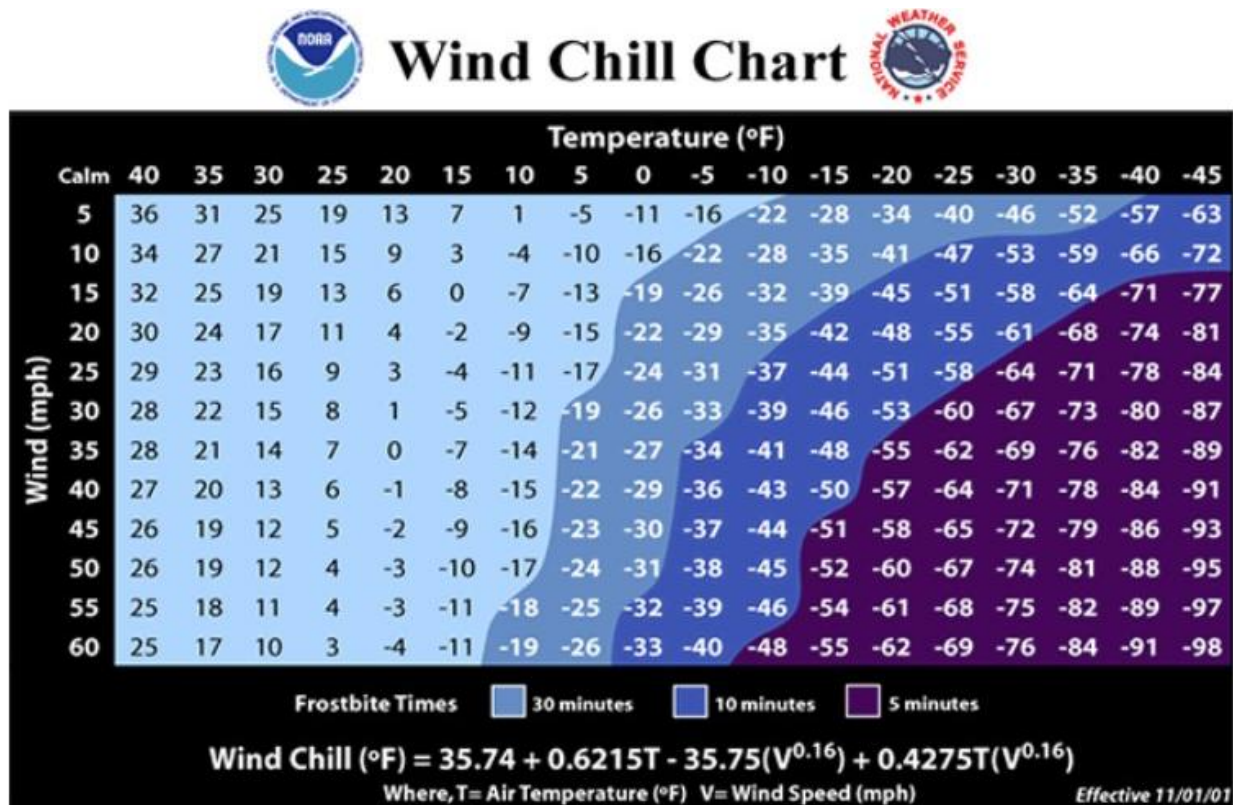 NOAA
Wind Chill Chart
NATIONAL WEATHER SERVICE
Temperature (ºF)
Calm 40 35 30 25 20 15 10 5 0 -5 -10 -15 -20 -25 -30 -35 -40 -45
5 36 31 25 19 13 7 1 -5 -11 -16 -22 -28 -34 -40 -46 -52 -57 -63
10 34 27 21 15 9 3 -4 -10 -16 -22 -28 -35 -41 -47 -53 -59 -66 -72
15 32 25 19 13 6 0 -7 -13 -19 -26 -32 -39 -45 -51 -58 -64 -71 -77
20 30 24 17 11 4 -2 -9 -15 -22 -29 -35 -42 -48 -55 -61 -68 -74 -81
25 29 23 16 9 3 -4 -11 -17 -24 -31 -37 -44 -51 -58 -64 -71 -78 -84
30 28 22 15 8 1 -5 -12 -19 -26 -33 -39 -46 -53 -60 -67 -73 -80 -87
35 28 21 14 7 0 -7 -14 -21 -27 -34 -41 -48 -55 -62 -69 -76 -82 -89
40 27 20 13 6 -1 -8 -15 -22 -29 -36 -43 -50 -57 -64 -71 -78 -84 -91
45 26 19 12 5 -2 -9 -16 -23 -30 -37 -44 -51 -58 -65 -72 -79 -86 -93
50 26 19 12 4 -3 -10 -17 -24 -31 -38 -45 -52 -60 -67 -74 -81 -88 -95
55 25 18 11 4 -3 -11 -18 -25 -32 -39 -46 -54 -61 -68 -75 -82 -89 -97
60 25 17 10 3 -4 -11 -19 -26 -33 -40 -48 -55 -62 -69 -76 -84 -91 -98
Wind (mph)
Frostbite Times 30 minutes 10 minutes 5 minutes
Wind Chill (ºF) = 35.74 + 0.6215T - 35.75(V^0.16) + 0.4275T(V^0.16)
Where, T= Air Temperature (ºF) V= Wind Speed (mph)
Effective 11/01/01